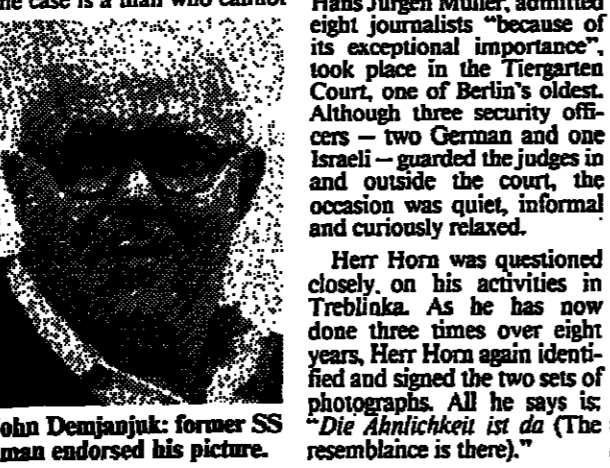 he case is a man who cannot
ohn Demjanjuk: former SS
man endorsed his picture.
Hans Jürgen Müller, admitted
eight journalists "because of
its exceptional importance",
took place in the Tiergarten
Court, one of Berlin's oldest.
Although three security offi-
cers — two German and one
Israeli — guarded the judges in
and outside the court, the
occasion was quiet, informal
and curiously relaxed.
Herr Horn was questioned
closely. on his activities in
Treblinka. As he has now
done three times over eight
years, Herr Horn again identi-
fied and signed the two sets of
photographs. All he says is:
"Die Ähnlichkeit ist da (The
resemblance is there)."